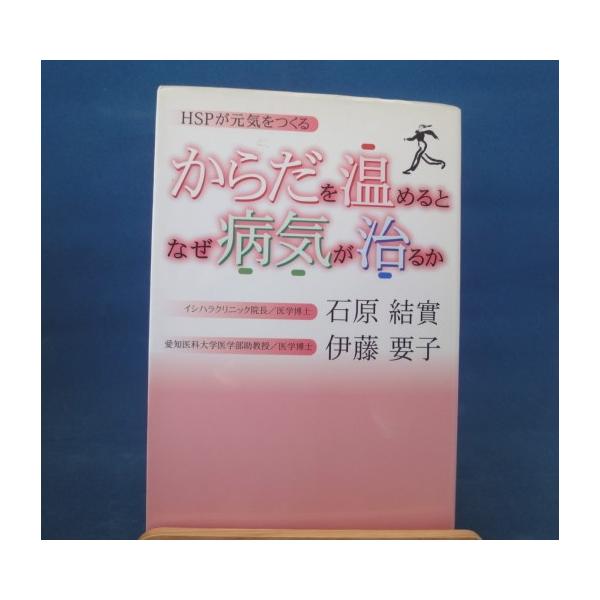 HSPが元気をつくる
からだを温めると
なぜ病気が治るか
イシハラクリニック院長／医学博士 石原 結實
愛知医科大学医学部助教授／医学博士 伊藤 要子